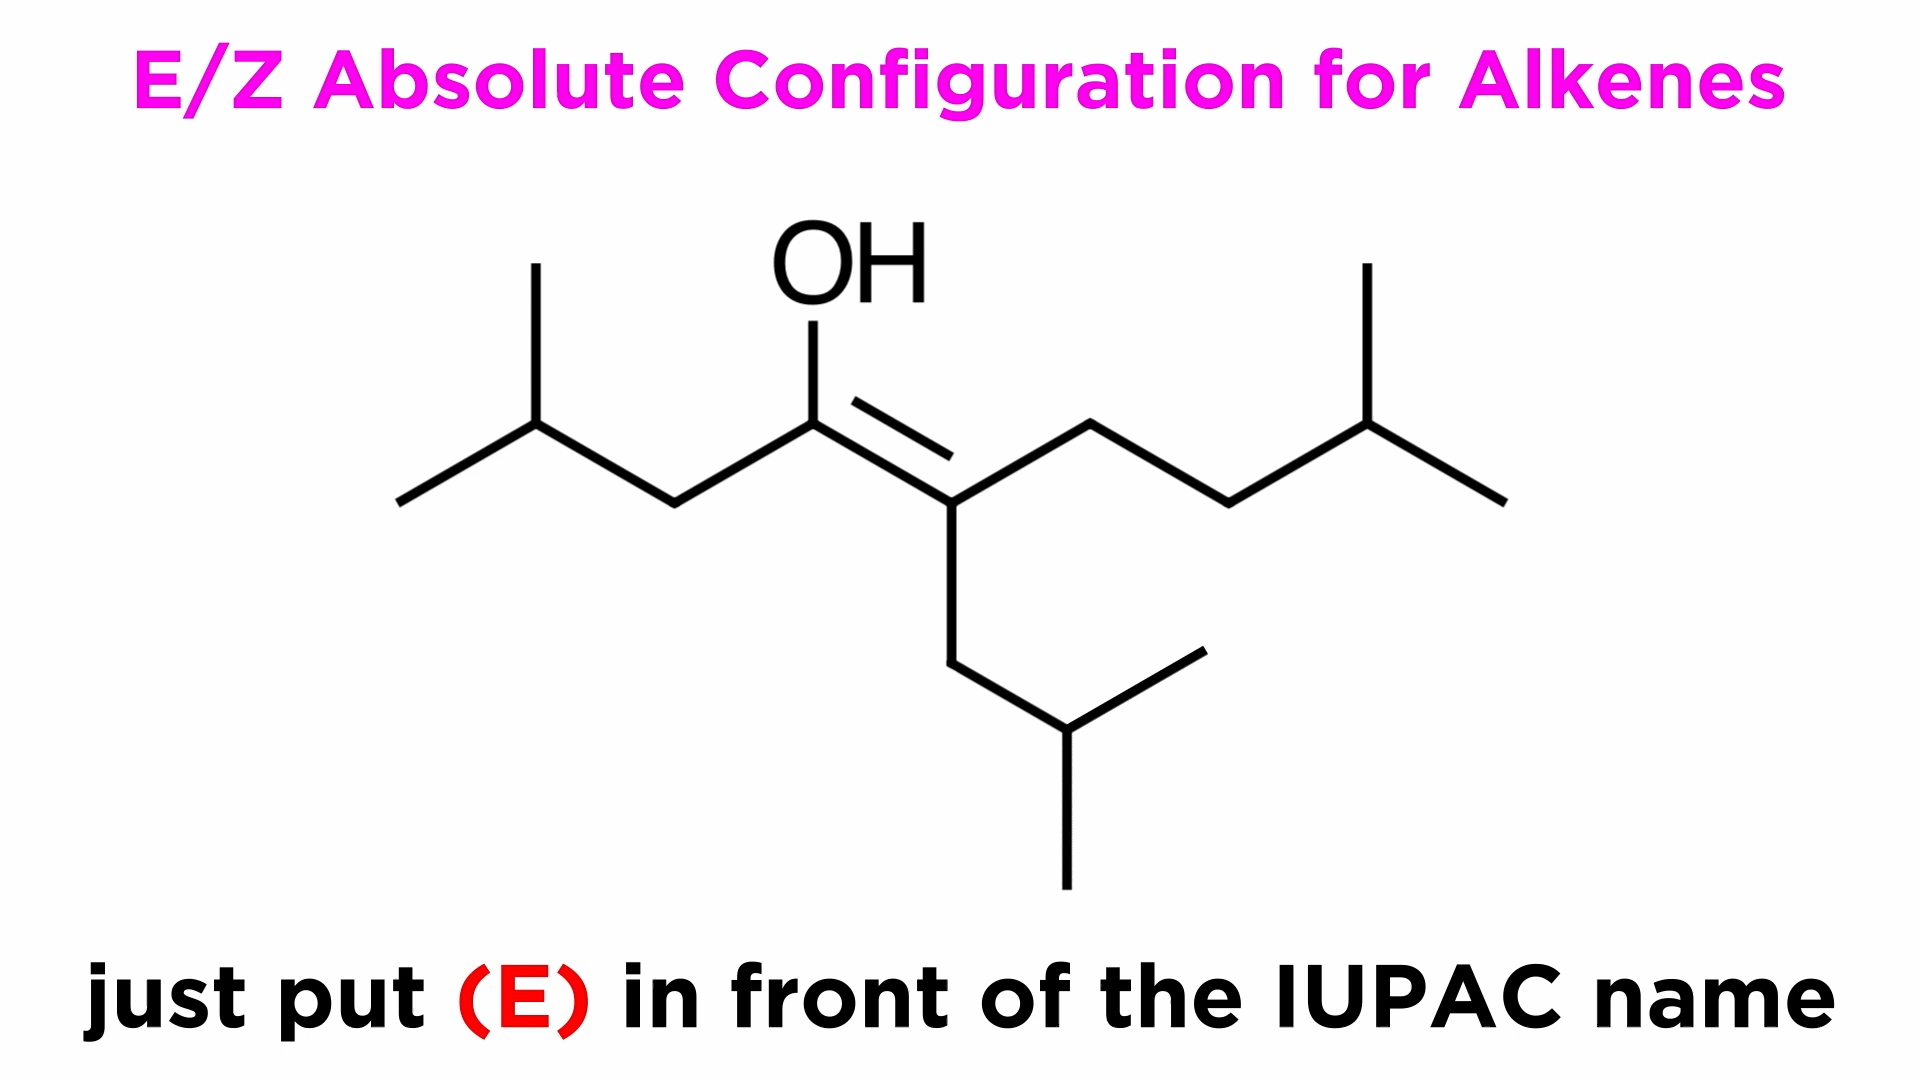 E/Z Absolute Configuration for Alkenes
OH
just put (E) in front of the IUPAC name